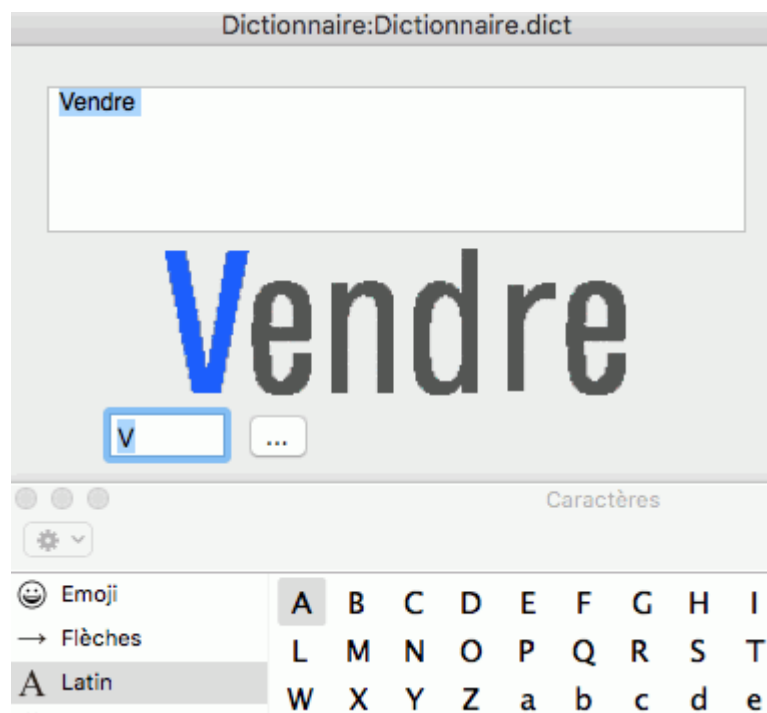 Dictionnaire:Dictionnaire.dict
Vendre
Vendre
V
...
Caractères
Emoji
A B C D E F G H I
→ Flèches
L M N O P Q R S T
A Latin
W X Y Z a b c d e